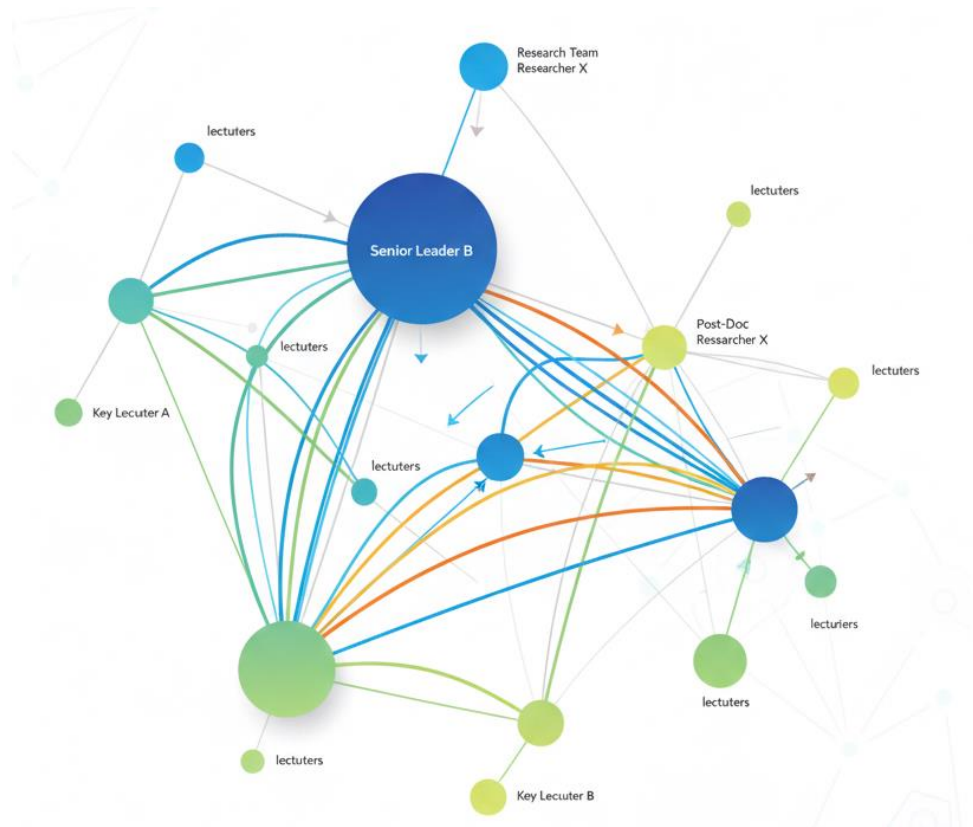 Research Team
Researcher X
lectuters
lectuters
Senior Leader B
Post-Doc
Ressarcher X
lectuters
lectuters
Key Lecuter A
lectuters
lecturiers
lectuters
lectuters
Key Lecuter B